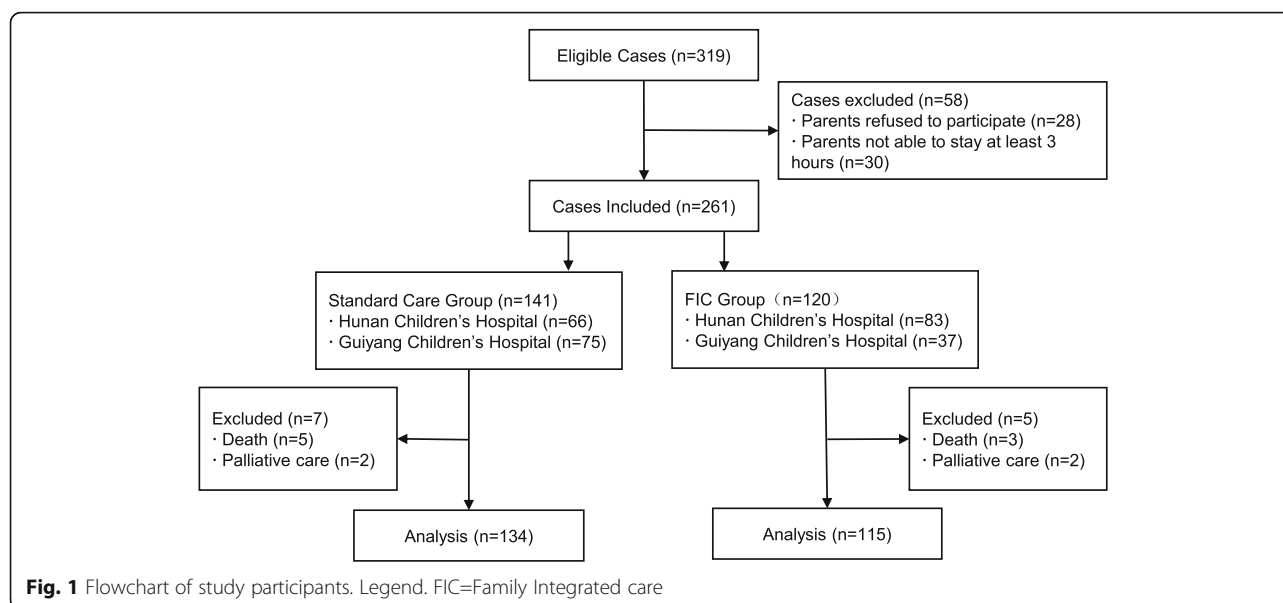 Eligible Cases (n=319)
Cases excluded (n=58)
· Parents refused to participate (n=28)
· Parents not able to stay at least 3
hours (n=30)
Cases Included (n=261)
Standard Care Group (n=141)
· Hunan Children's Hospital (n=66)
· Guiyang Children's Hospital (n=75)
FIC Group（n=120）
· Hunan Children's Hospital (n=83)
· Guiyang Children's Hospital (n=37)
Excluded (n=7)
· Death (n=5)
· Palliative care (n=2)
Excluded (n=5)
· Death (n=3)
· Palliative care (n=2)
Analysis (n=134)
Analysis (n=115)
Fig. 1 Flowchart of study participants. Legend. FIC=Family Integrated care